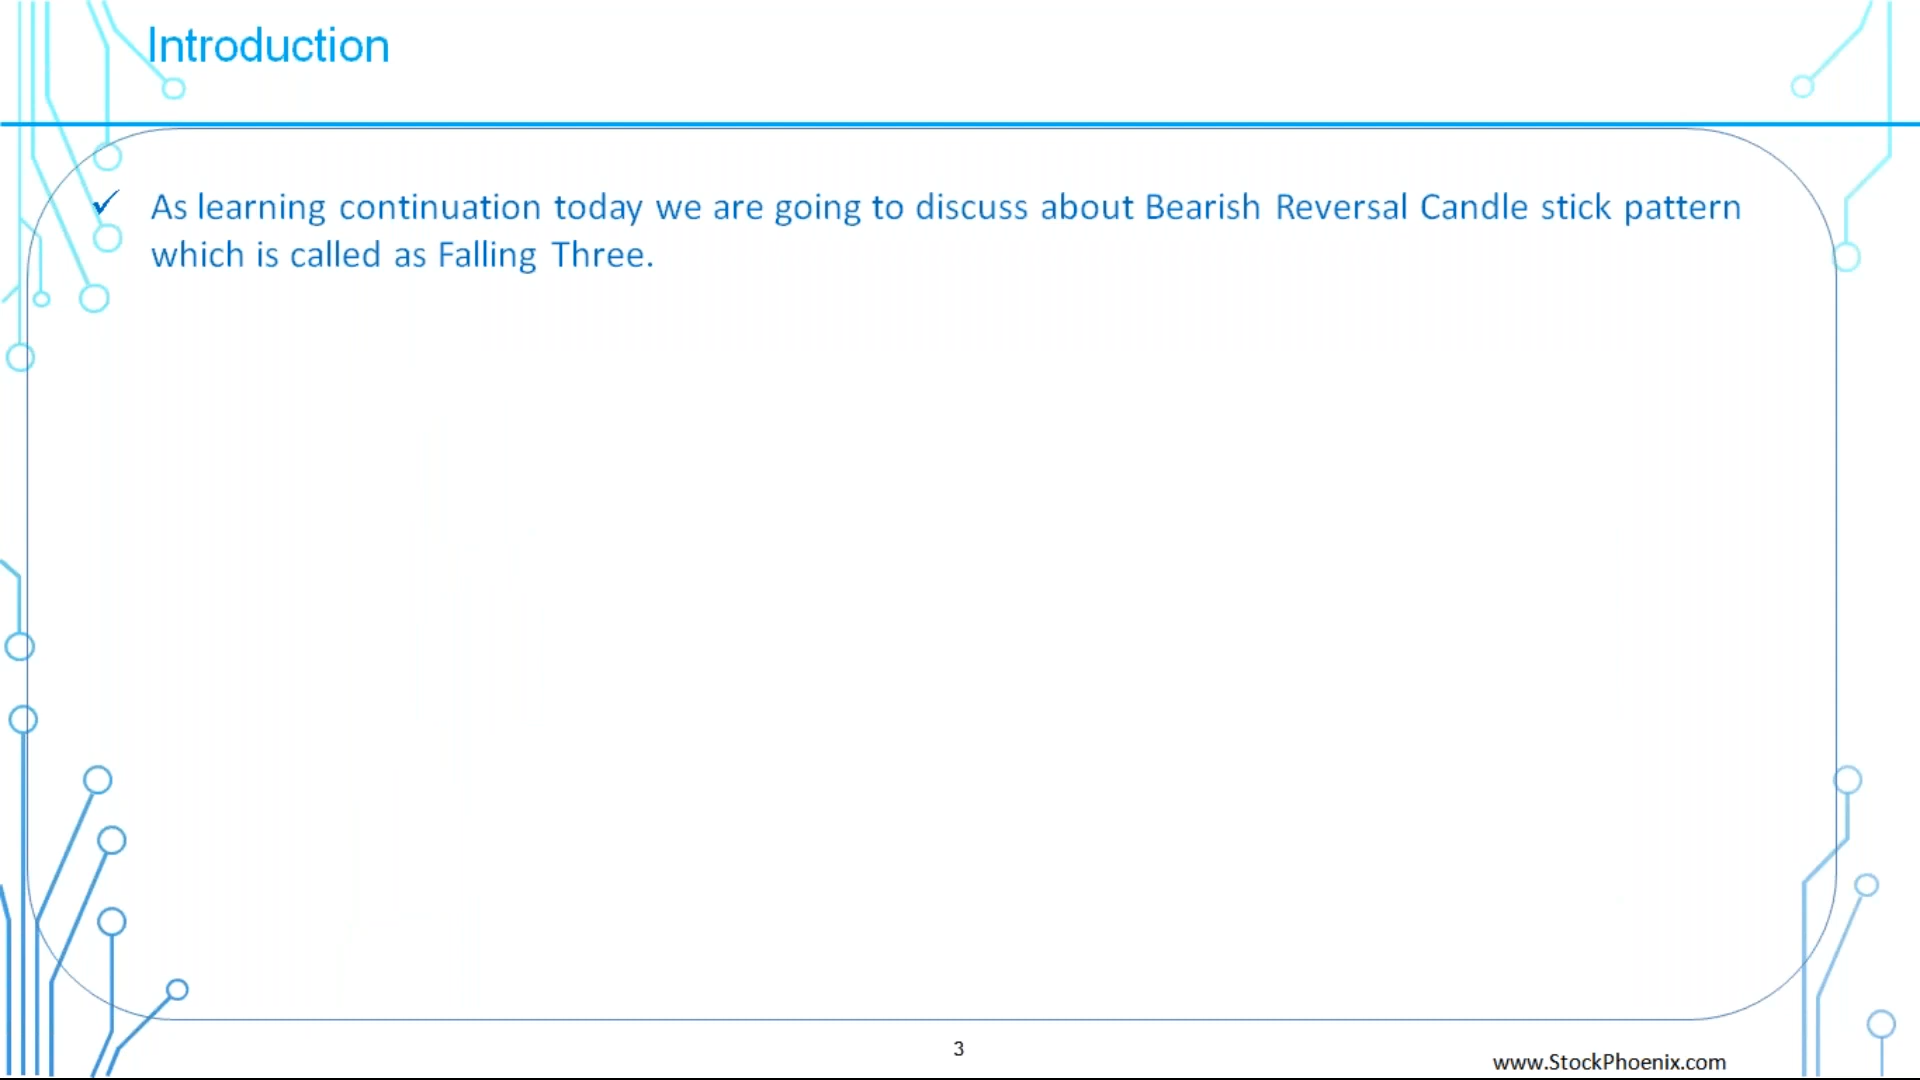 Introduction
✓ As learning continuation today we are going to discuss about Bearish Reversal Candle stick pattern
which is called as Falling Three.
3
www.StockPhoenix.com